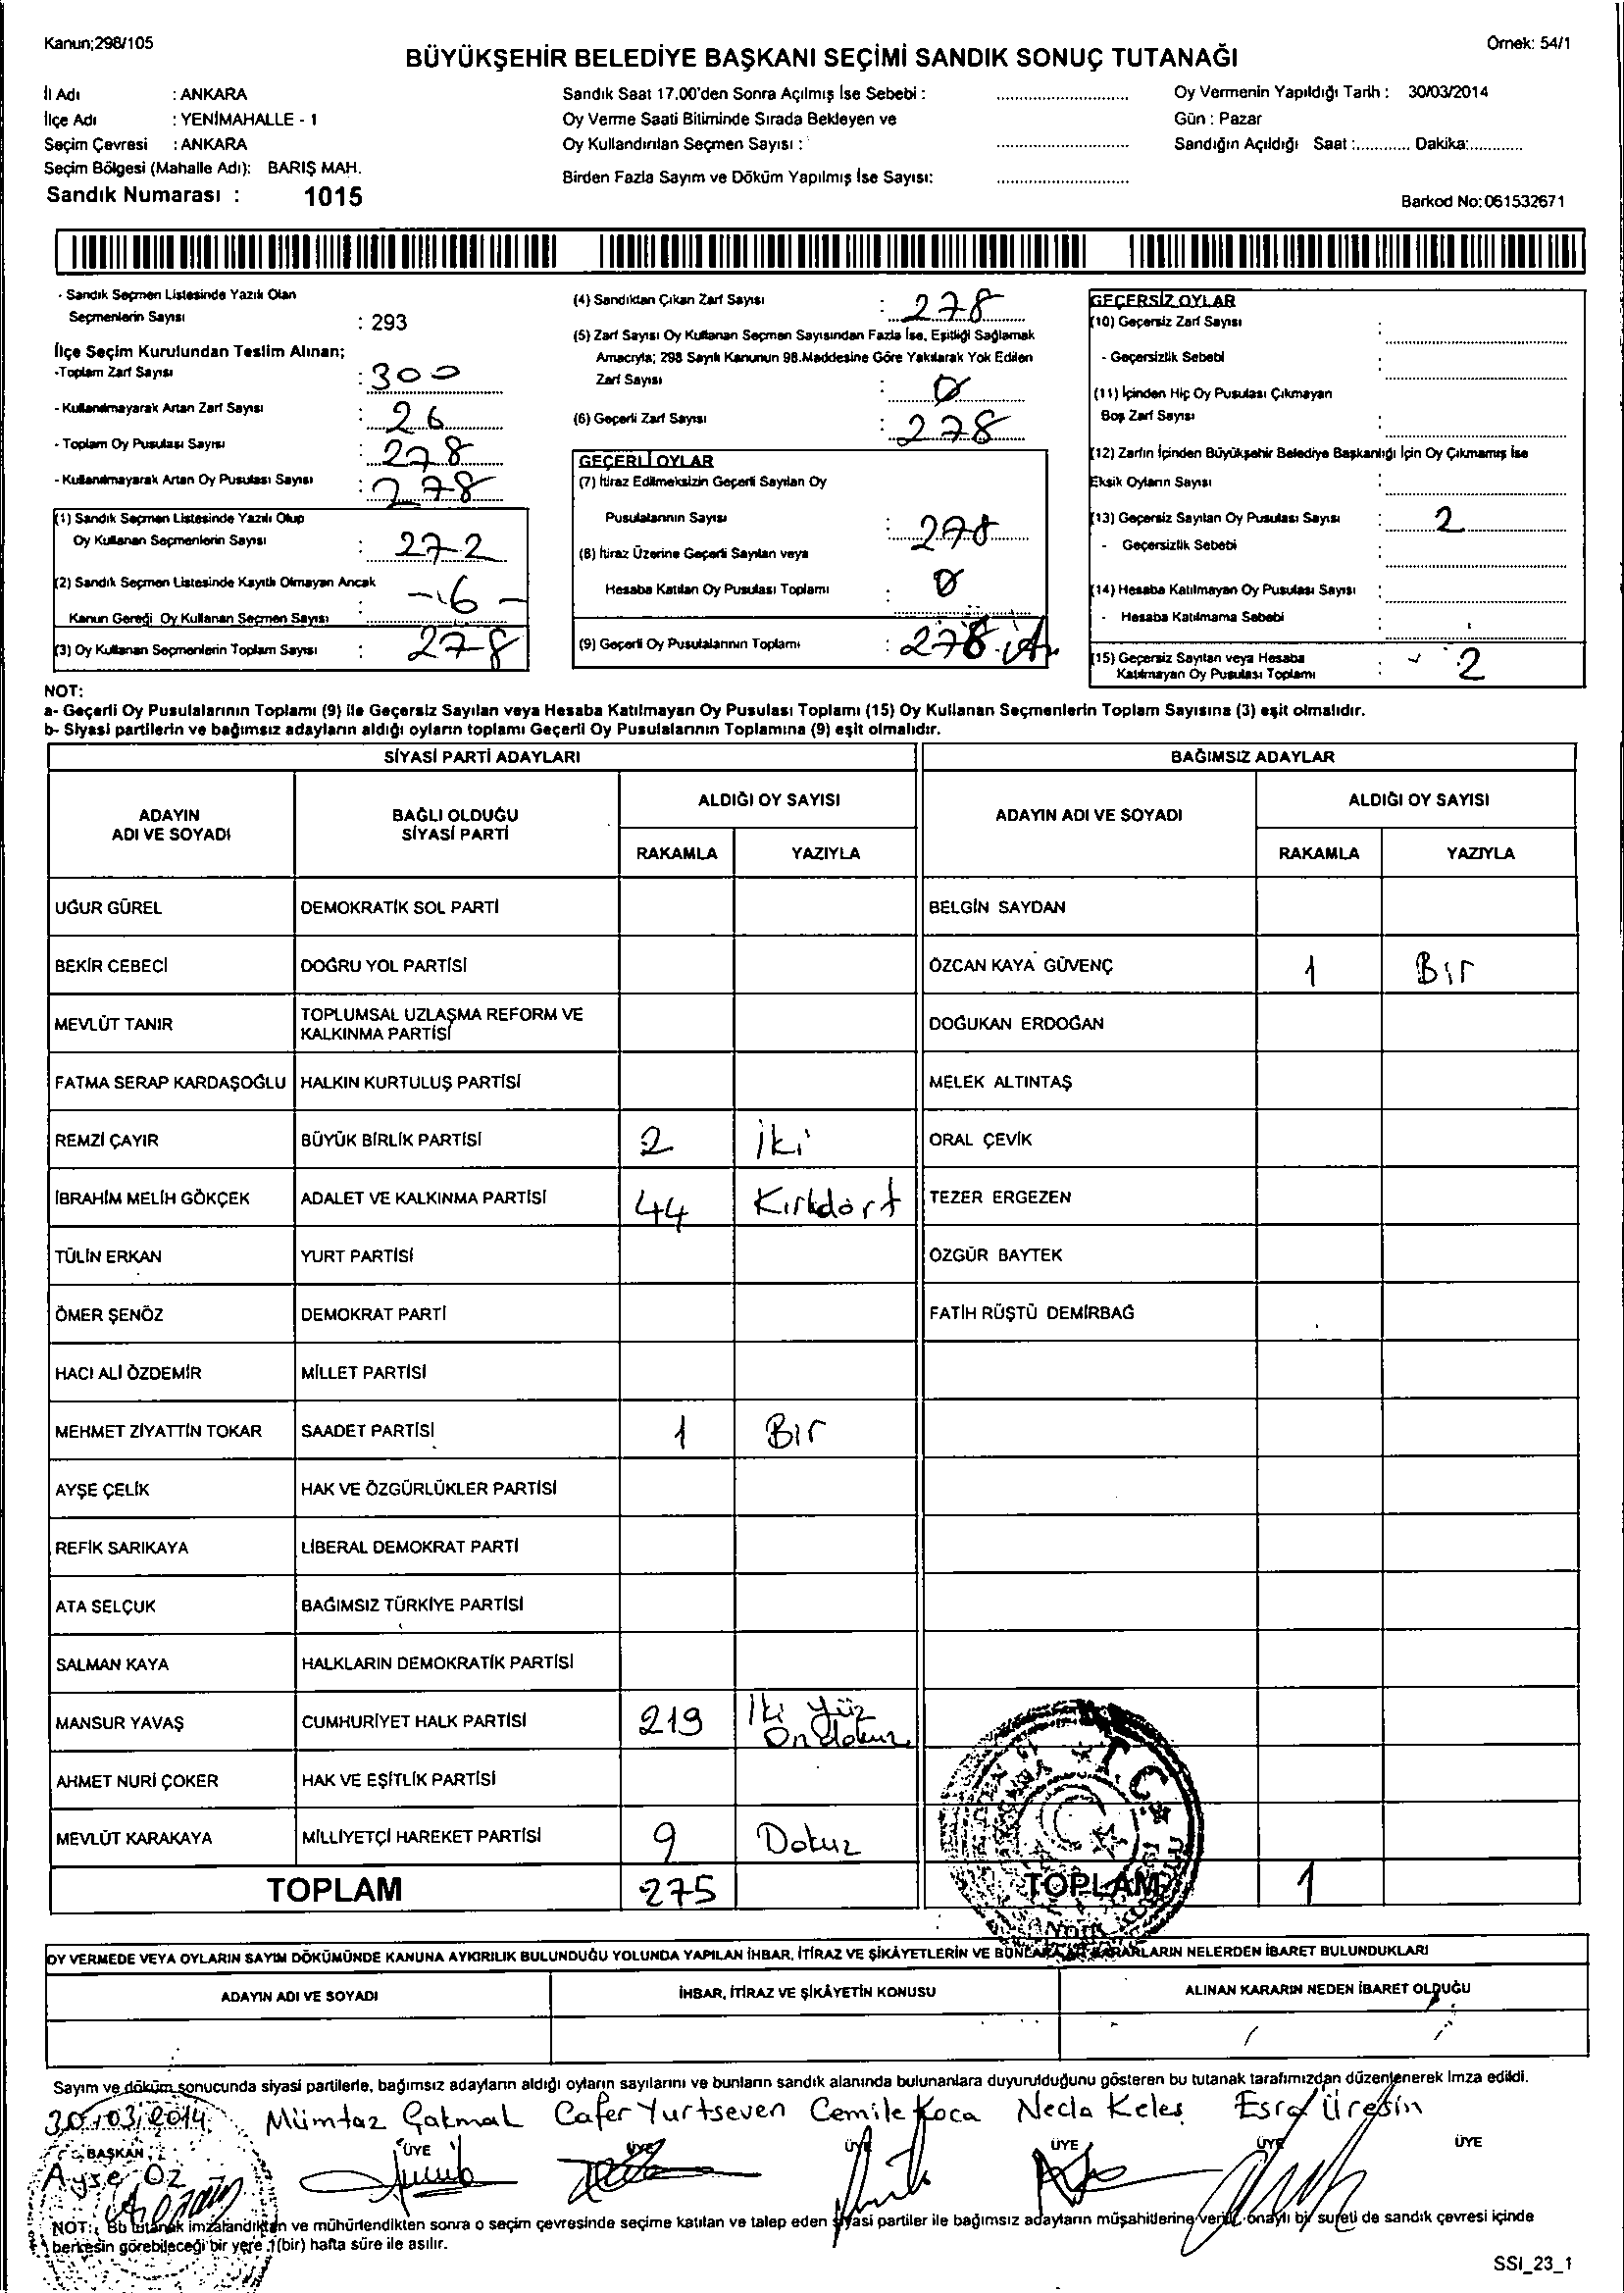 Kanun;298/105
Örnek: 54/1
BÜYÜKŞEHİR BELEDİYE BAŞKANI SEÇİMİ SANDIK SONUÇ TUTANAĞI
İl Adı : ANKARA
İlçe Adı : YENİMAHALLE - 1
Seçim Çevresi : ANKARA
Seçim Bölgesi (Mahalle Adı): BARIŞ MAH.
Sandık Numarası : 1015
Sandık Saat 17.00'den Sonra Açılmış İse Sebebi :
Oy Verme Saati Bitiminde Sırada Bekleyen ve
Oy Kullandırılan Seçmen Sayısı :
Birden Fazla Sayım ve Döküm Yapılmış İse Sayısı:
Oy Vermenin Yapıldığı Tarih : 30/03/2014
Gün : Pazar
Sandığın Açıldığı Saat :........... Dakika:...........
Barkod No:061532671
- Sandık Seçmen Listesinde Yazılı Olan
Seçmenlerin Sayısı : 293
İlçe Seçim Kurulundan Teslim Alınan;
-Toplam Zarf Sayısı : 300
- Kullanılmayarak Artan Zarf Sayısı : 26
- Toplam Oy Pusulası Sayısı : 278
- Kullanılmayarak Artan Oy Pusulası Sayısı : 278
(1) Sandık Seçmen Listesinde Yazılı Olup
Oy Kullanan Seçmenlerin Sayısı : 272
(2) Sandık Seçmen Listesinde Kayıtlı Olmayan Ancak
Kanun Gereği Oy Kullanan Seçmen Sayısı : -6-
(3) Oy Kullanan Seçmenlerin Toplam Sayısı : 278
(4) Sandıktan Çıkan Zarf Sayısı : 278
(5) Zarf Sayısı Oy Kullanan Seçmen Sayısından Fazla İse, Eşitliği Sağlamak
Amacıyla; 298 Sayılı Kanunun 98.Maddesine Göre Yakılarak Yok Edilen
Zarf Sayısı : 0
(6) Geçerli Zarf Sayısı : 278
GEÇERLİ OYLAR
(7) İtiraz Edilmeksizin Geçerli Sayılan Oy
Pusulalarının Sayısı : 278
(8) İtiraz Üzerine Geçerli Sayılan veya
Hesaba Katılan Oy Pusulası Toplamı : 0
(9) Geçerli Oy Pusulalarının Toplamı : 276
GEÇERSİZ OYLAR
(10) Geçersiz Zarf Sayısı :
- Geçersizlik Sebebi :
(11) İçinden Hiç Oy Pusulası Çıkmayan
Boş Zarf Sayısı :
(12) Zarfın İçinden Büyükşehir Belediye Başkanlığı İçin Oy Çıkmamış İse
Eksik Oyların Sayısı :
(13) Geçersiz Sayılan Oy Pusulası Sayısı : 2
- Geçersizlik Sebebi :
(14) Hesaba Katılmayan Oy Pusulası Sayısı :
- Hesaba Katılmama Sebebi :
(15) Geçersiz Sayılan veya Hesaba
Katılmayan Oy Pusulası Toplamı : 2
NOT:
a- Geçerli Oy Pusulalarının Toplamı (9) ile Geçersiz Sayılan veya Hesaba Katılmayan Oy Pusulası Toplamı (15) Oy Kullanan Seçmenlerin Toplam Sayısına (3) eşit olmalıdır.
b- Siyasi partilerin ve bağımsız adayların aldığı oyların toplamı Geçerli Oy Pusulalarının Toplamına (9) eşit olmalıdır.
SİYASİ PARTİ ADAYLARI
BAĞIMSIZ ADAYLAR
ADAYIN
ADI VE SOYADI
BAĞLI OLDUĞU
SİYASİ PARTİ
ALDIĞI OY SAYISI
RAKAMLA YAZIYLA
ADAYIN ADI VE SOYADI
ALDIĞI OY SAYISI
RAKAMLA YAZIYLA
UĞUR GÜREL DEMOKRATİK SOL PARTİ BELGİN SAYDAN
BEKİR CEBECİ DOĞRU YOL PARTİSİ ÖZCAN KAYA GÜVENÇ 1 Bir
MEVLÜT TANIR TOPLUMSAL UZLAŞMA REFORM VE
KALKINMA PARTİSİ DOĞUKAN ERDOĞAN
FATMA SERAP KARDAŞOĞLU HALKIN KURTULUŞ PARTİSİ MELEK ALTINTAŞ
REMZİ ÇAYIR BÜYÜK BİRLİK PARTİSİ 2 İki ORAL ÇEVİK
İBRAHİM MELİH GÖKÇEK ADALET VE KALKINMA PARTİSİ 44 Kırkdört TEZER ERGEZEN
TÜLİN ERKAN YURT PARTİSİ ÖZGÜR BAYTEK
ÖMER ŞENÖZ DEMOKRAT PARTİ FATİH RÜŞTÜ DEMİRBAĞ
HACI ALİ ÖZDEMİR MİLLET PARTİSİ
MEHMET ZİYATTİN TOKAR SAADET PARTİSİ 1 Bir
AYŞE ÇELİK HAK VE ÖZGÜRLÜKLER PARTİSİ
REFİK SARIKAYA LİBERAL DEMOKRAT PARTİ
ATA SELÇUK BAĞIMSIZ TÜRKİYE PARTİSİ
SALMAN KAYA HALKLARIN DEMOKRATİK PARTİSİ
MANSUR YAVAŞ CUMHURİYET HALK PARTİSİ 219 İki Yüz
Ondokuz
AHMET NURİ ÇOKER HAK VE EŞİTLİK PARTİSİ
MEVLÜT KARAKAYA MİLLİYETÇİ HAREKET PARTİSİ 9 Dokuz
TOPLAM 275 TOPLAM 1
T.C.
OY VERMEDE VEYA OYLARIN SAYIM DÖKÜMÜNDE KANUNA AYKIRILIK BULUNDUĞU YOLUNDA YAPILAN İHBAR, İTİRAZ VE ŞİKÂYETLERİN VE BUNLARA AİT KARARLARIN NELERDEN İBARET BULUNDUKLARI
ADAYIN ADI VE SOYADI İHBAR, İTİRAZ VE ŞİKÂYETİN KONUSU ALINAN KARARIN NEDEN İBARET OLDUĞU
Sayım ve döküm sonucunda siyasi partilerle, bağımsız adayların aldığı oyların sayılarını ve bunların sandık alanında bulunanlara duyurulduğunu gösteren bu tutanak tarafımızdan düzenlenerek İmza edildi.
30/03/2014 Mümtaz Çakmak Cafer Yurtseven Cemile Koca Necla Keleş Esra Üresin
BAŞKAN ÜYE ÜYE ÜYE ÜYE ÜYE ÜYE
Ayşe Öz
NOT: Bu tutanak imzalandıktan ve mühürlendikten sonra o seçim çevresinde seçime katılan ve talep eden siyasi partiler ile bağımsız adayların müşahitlerine verilir, onaylı bir sureti de sandık çevresi içinde
herkesin görebileceği bir yere 1(bir) hafta süre ile asılır.
SSI_23_1